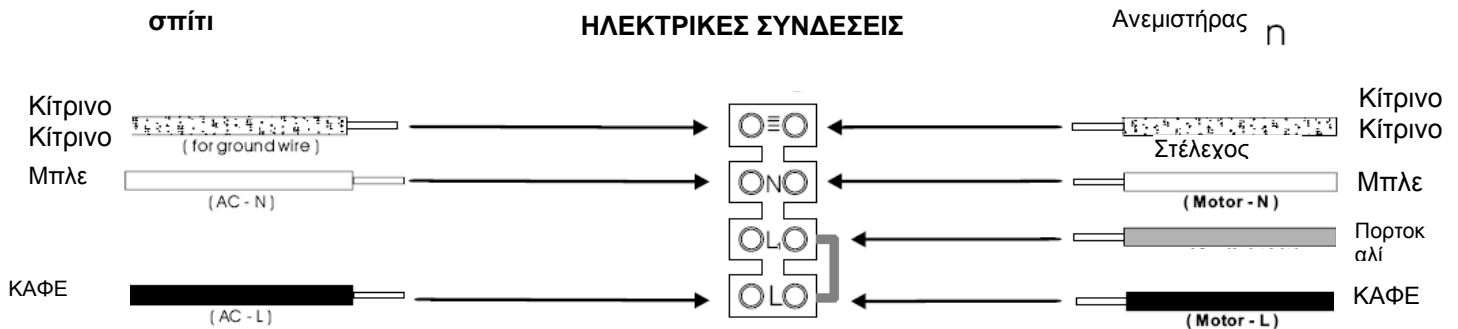 σπίτι ΗΛΕΚΤΡΙΚΕΣ ΣΥΝΔΕΣΕΙΣ Ανεμιστήρας n
Κίτρινο
Κίτρινο
(for ground wire)
Μπλε
(AC - N)
ΚΑΦΕ
(AC - L)
N
L1
L
Κίτρινο
Κίτρινο
Στέλεχος
Μπλε
(Motor - N)
Πορτοκ
αλί
ΚΑΦΕ
(Motor - L)